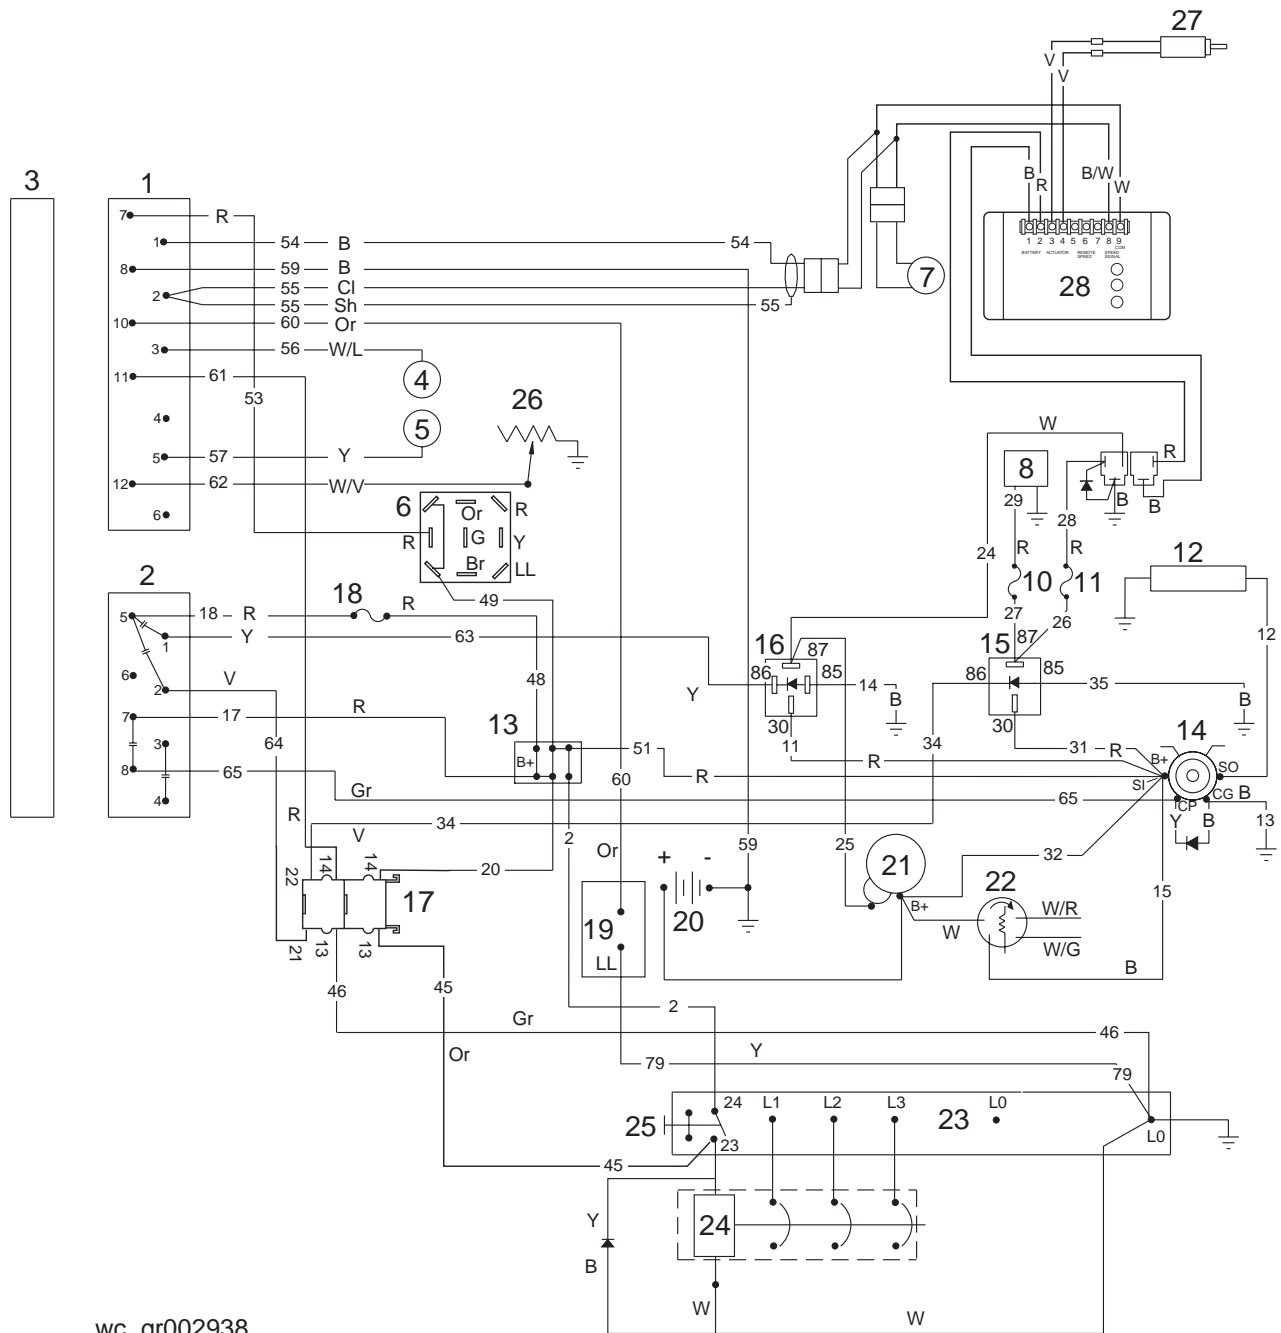 27
V
V
B
R
B/W
W
3
1
7
R
1
54
B
54
8
59
B
55
Cl
2
55
Sh
55
10
60
Or
3
56
W/L
11
61
4
5
57
Y
12
62
W/V
6
53
4
5
26
7
1 2 3 4 5 6 7 8 9
COM
BATTERY ACTUATOR REMOTE SPEED SPEED SIGNAL
28
6
Or
R
R
G
Y
Br
LL
49
W
8
29
R
B
B
28
24
R
R
10
11
27
26
12
12
2
5
18
R
18
R
1
Y
63
6
2
V
7
17
R
3
8
65
4
64
48
13
B+
51
R
60
Gr
16
87
86
85
Y
14
B
30
11
R
15
87
86
85
35
B
34
30
31
R
14
B+
SI
SO
CG
B
CP
65
Y
B
13
R
34
V
14
14
22
20
17
21
13
13
2
Or
59
25
+
-
20
21
B+
32
22
W
W/R
W/G
B
15
19
LL
46
45
2
Gr
46
Or
79
Y
79
25
24
23
L1
L2
L3
23
L0
L0
45
24
Y
B
W
W
wc_gr002938